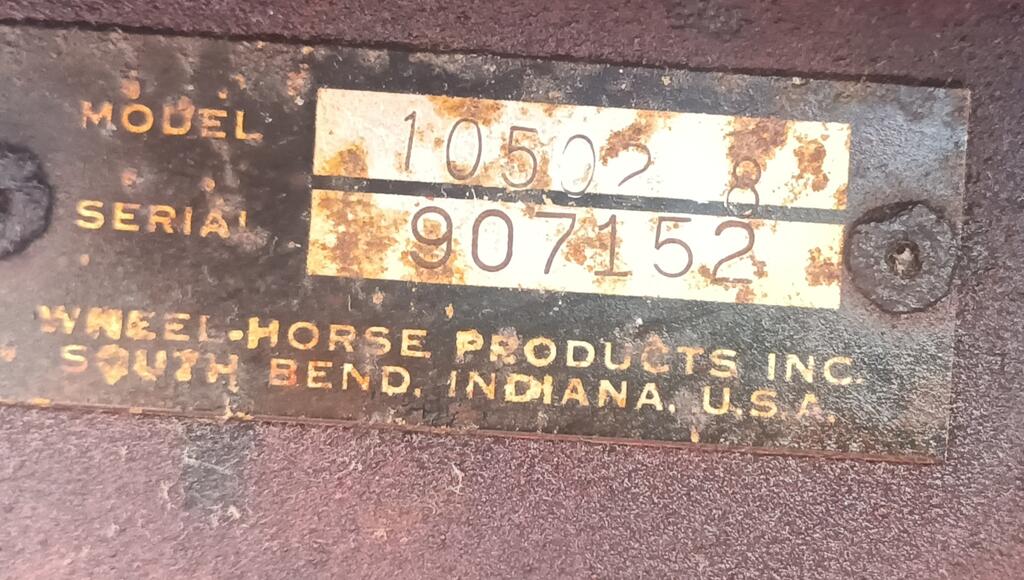 MODEL 10502 8
SERIAL 907152
WHEEL-HORSE PRODUCTS INC.
SOUTH BEND, INDIANA, U.S.A.